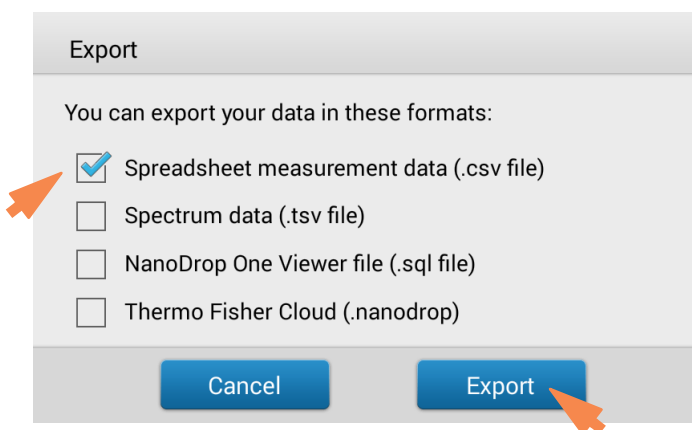 Export
You can export your data in these formats:
Spreadsheet measurement data (.csv file)
Spectrum data (.tsv file)
NanoDrop One Viewer file (.sql file)
Thermo Fisher Cloud (.nanodrop)
Cancel Export